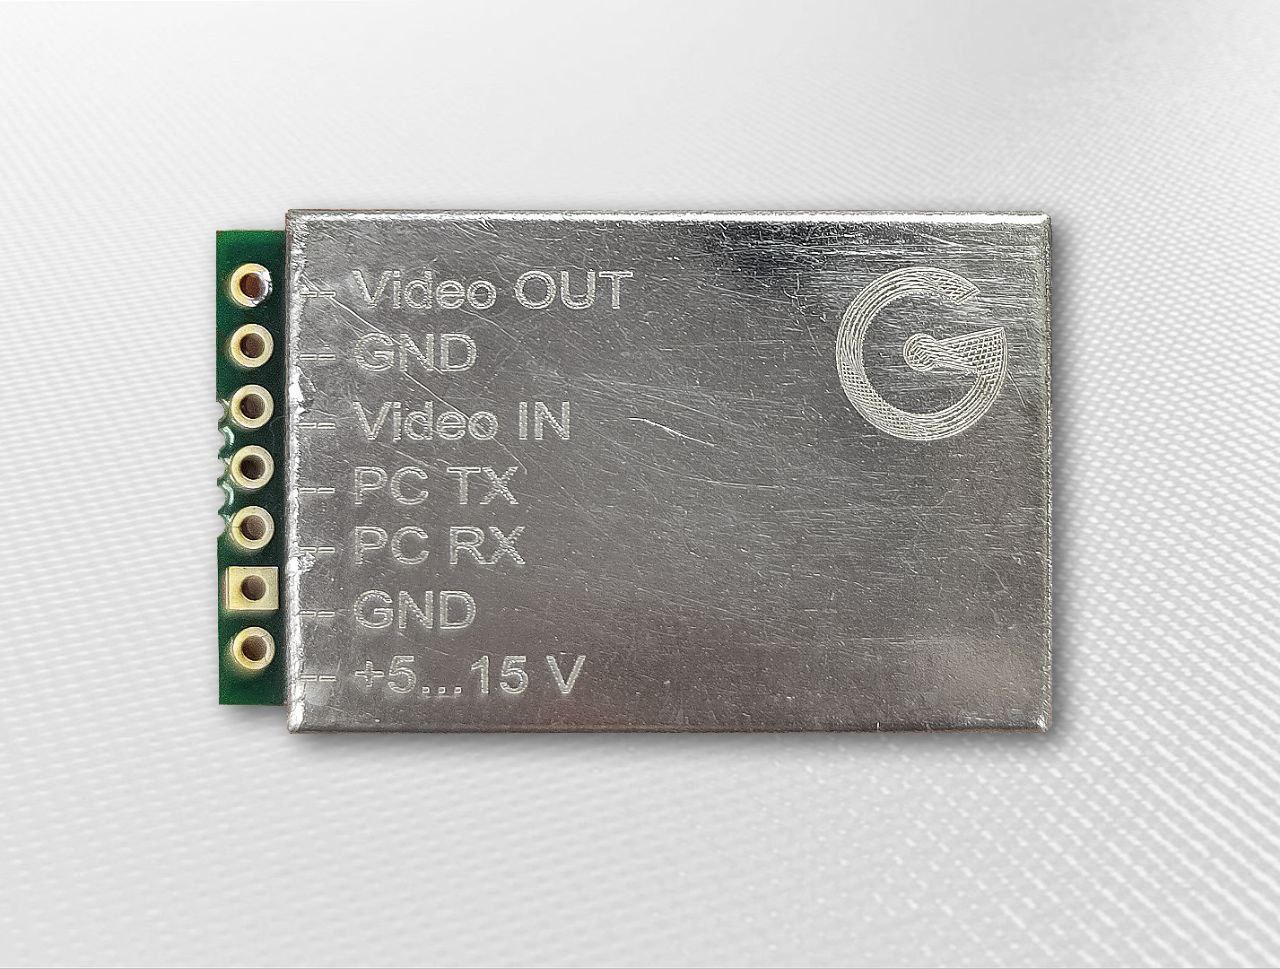 -- Video OUT
-- GND
-- Video IN
-- PC TX
-- PC RX
-- GND
-- +5...15 V
G